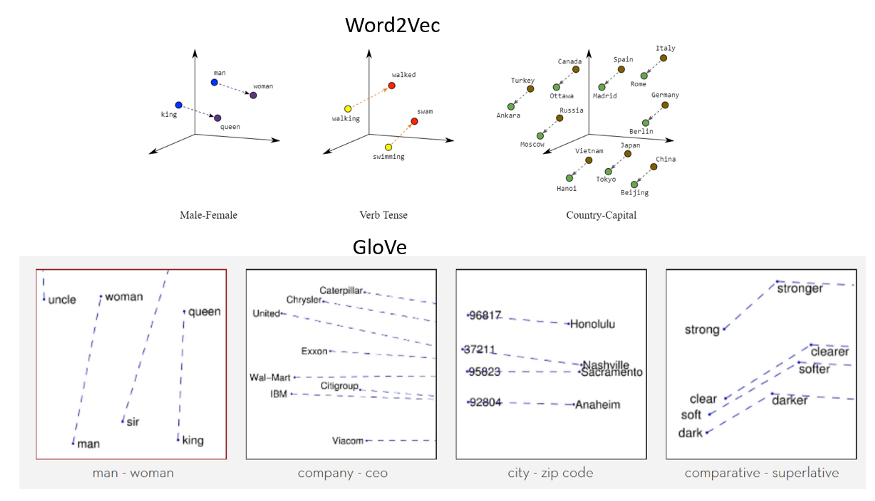 Word2Vec
man
woman
king
queen
Male-Female
walked
swam
walking
swimming
Verb Tense
Italy
Canada
Spain
Turkey
Rome
Ottawa
Madrid
Germany
Russia
Ankara
Berlin
Moscow
Vietnam
Japan
China
Hanoi
Tokyo
Beijing
Country-Capital
GloVe
uncle
woman
queen
sir
man
king
man - woman
Caterpillar
Chrysler
United
Exxon
Wal-Mart
Citigroup
IBM
Viacom
company - ceo
96817
Honolulu
37211
Nashville
95823
Sacramento
92804
Anaheim
city - zip code
stronger
strong
clearer
softer
clear
darker
soft
dark
comparative - superlative